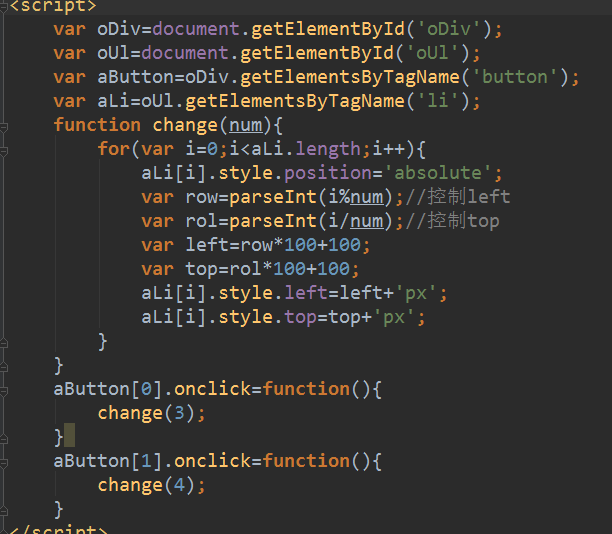 <script>
var oDiv=document.getElementById('oDiv');
var oUl=document.getElementById('oUl');
var aButton=oDiv.getElementsByTagName('button');
var aLi=oUl.getElementsByTagName('li');
function change(num){
for(var i=0;i<aLi.length;i++){
aLi[i].style.position='absolute';
var row=parseInt(i%num);//控制left
var rol=parseInt(i/num);//控制top
var left=row*100+100;
var top=rol*100+100;
aLi[i].style.left=left+'px';
aLi[i].style.top=top+'px';
}
}
aButton[0].onclick=function(){
change(3);
}
aButton[1].onclick=function(){
change(4);
}
</script>